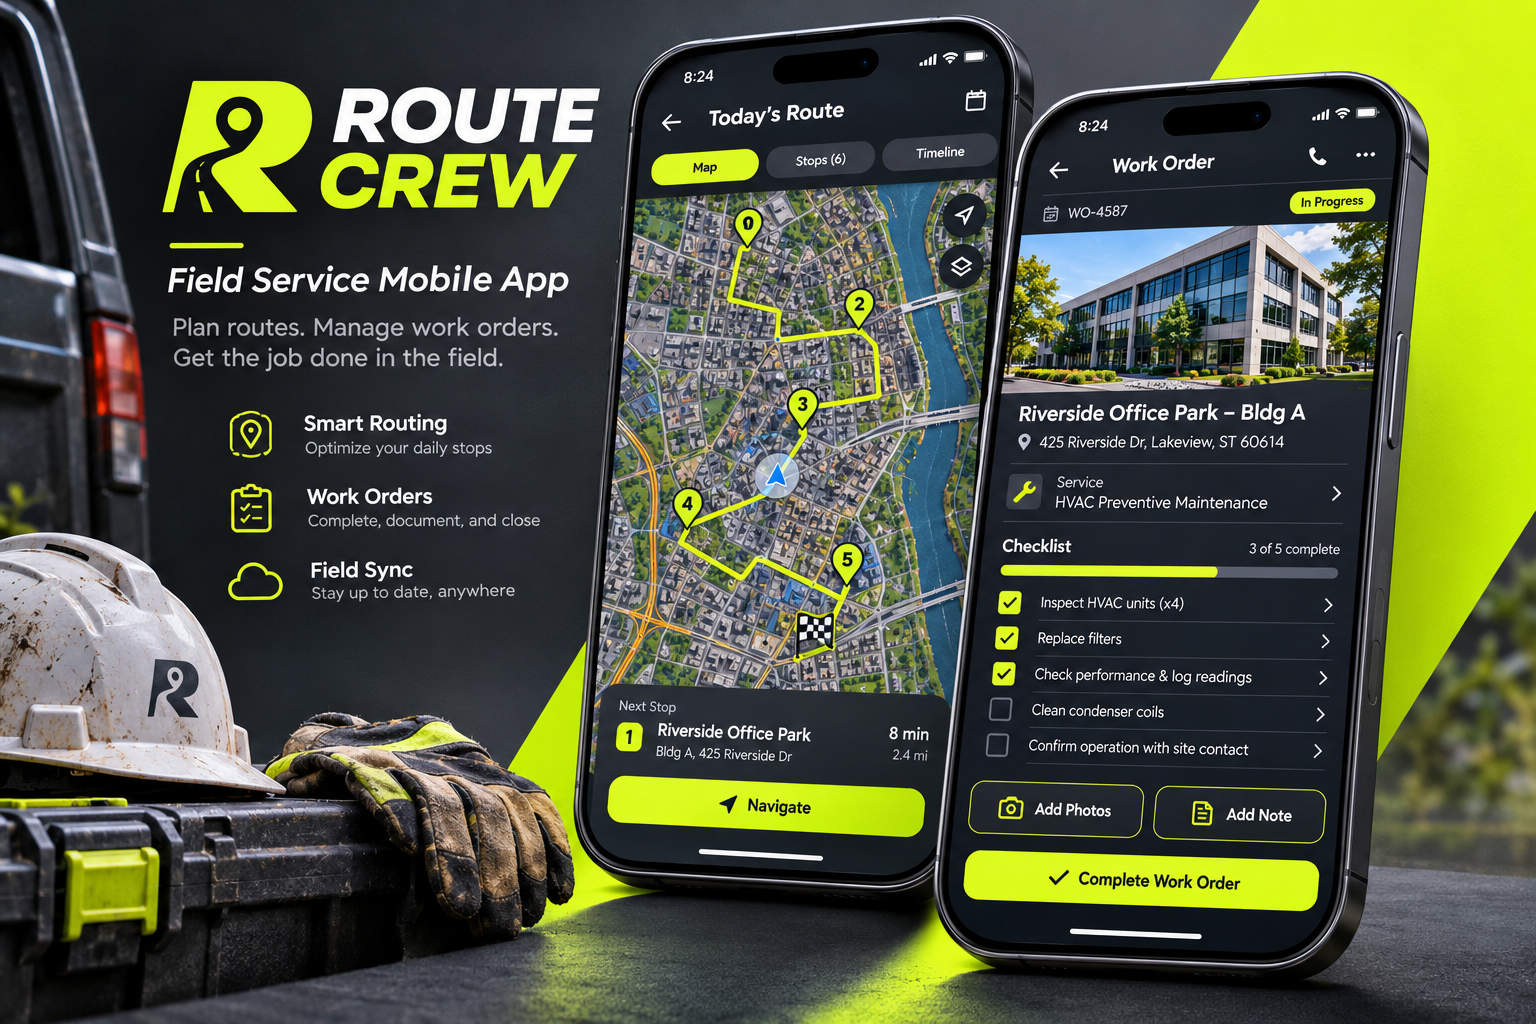 ROUTE
CREW
Field Service Mobile App
Plan routes. Manage work orders.
Get the job done in the field.
Smart Routing
Optimize your daily stops
Work Orders
Complete, document, and close
Field Sync
Stay up to date, anywhere
R
8:24
Today's Route
Map
Stops (6)
Timeline
0
2
3
4
5
Next Stop
1
Riverside Office Park
8 min
Bldg A, 425 Riverside Dr
2.4 mi
Navigate
8:24
Work Order
WO-4587
In Progress
Riverside Office Park – Bldg A
425 Riverside Dr, Lakeview, ST 60614
Service
HVAC Preventive Maintenance
Checklist
3 of 5 complete
Inspect HVAC units (x4)
Replace filters
Check performance & log readings
Clean condenser coils
Confirm operation with site contact
Add Photos
Add Note
Complete Work Order